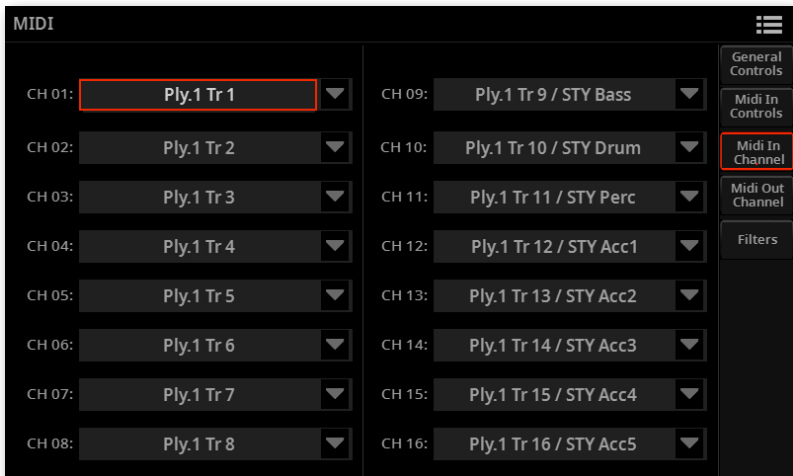 MIDI
CH 01: Ply.1 Tr 1
CH 02: Ply.1 Tr 2
CH 03: Ply.1 Tr 3
CH 04: Ply.1 Tr 4
CH 05: Ply.1 Tr 5
CH 06: Ply.1 Tr 6
CH 07: Ply.1 Tr 7
CH 08: Ply.1 Tr 8
CH 09: Ply.1 Tr 9 / STY Bass
CH 10: Ply.1 Tr 10 / STY Drum
CH 11: Ply.1 Tr 11 / STY Perc
CH 12: Ply.1 Tr 12 / STY Acc1
CH 13: Ply.1 Tr 13 / STY Acc2
CH 14: Ply.1 Tr 14 / STY Acc3
CH 15: Ply.1 Tr 15 / STY Acc4
CH 16: Ply.1 Tr 16 / STY Acc5
General
Controls
Midi In
Controls
Midi In
Channel
Midi Out
Channel
Filters